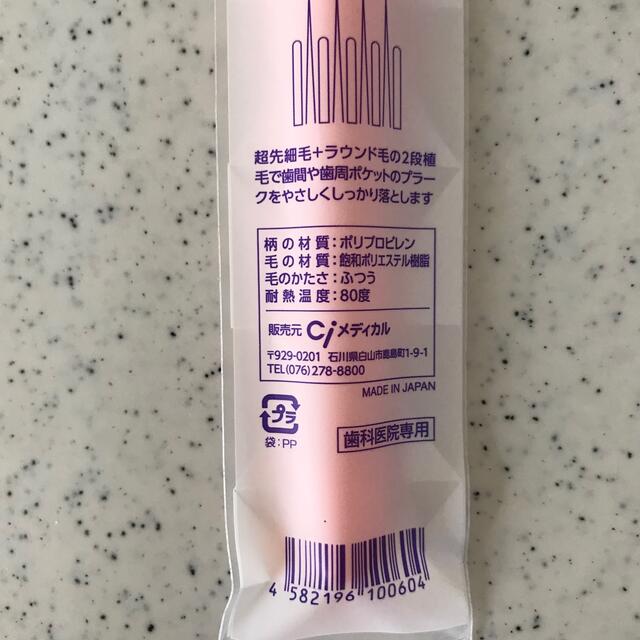 超先細毛+ラウンド毛の2段植
毛で歯間や歯周ポケットのプラー
クをやさしくしっかり落とします
柄の材質:ポリプロピレン
毛の材質:飽和ポリエステル樹脂
毛のかたさ:ふつう
耐熱温度:80度
販売元 Ci メディカル
〒929-0201 石川県白山市鹿島町1-9-1
TEL(076)278-8800
MADE IN JAPAN
プラ
袋:PP
歯科医院専用
4 582196 100604